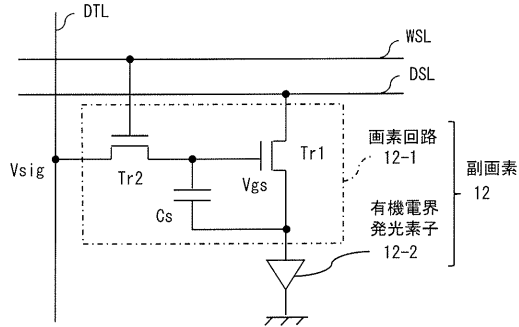 DTL
WSL
DSL
Vsig
Tr2
Cs
Vgs
Tr1
画素回路
12-1
有機電界
発光素子
12-2
副画素
12